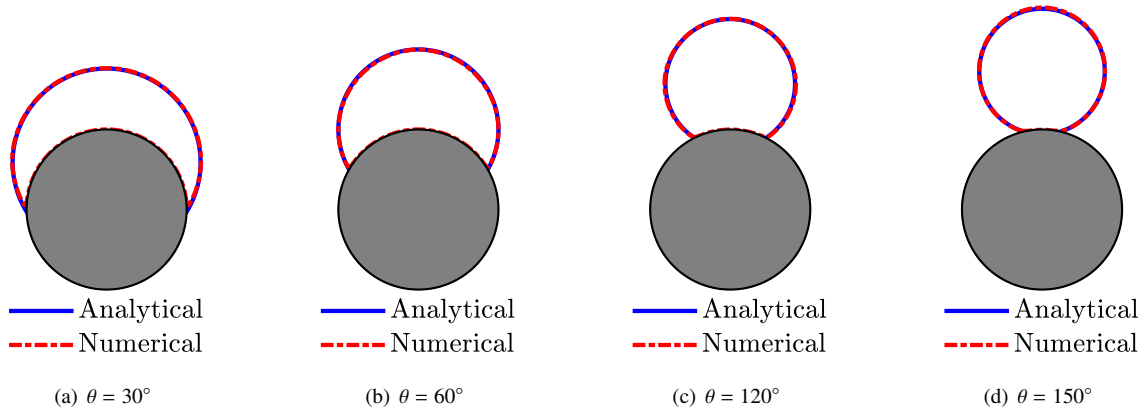 Analytical
Numerical
(a) θ = 30°
Analytical
Numerical
(b) θ = 60°
Analytical
Numerical
(c) θ = 120°
Analytical
Numerical
(d) θ = 150°